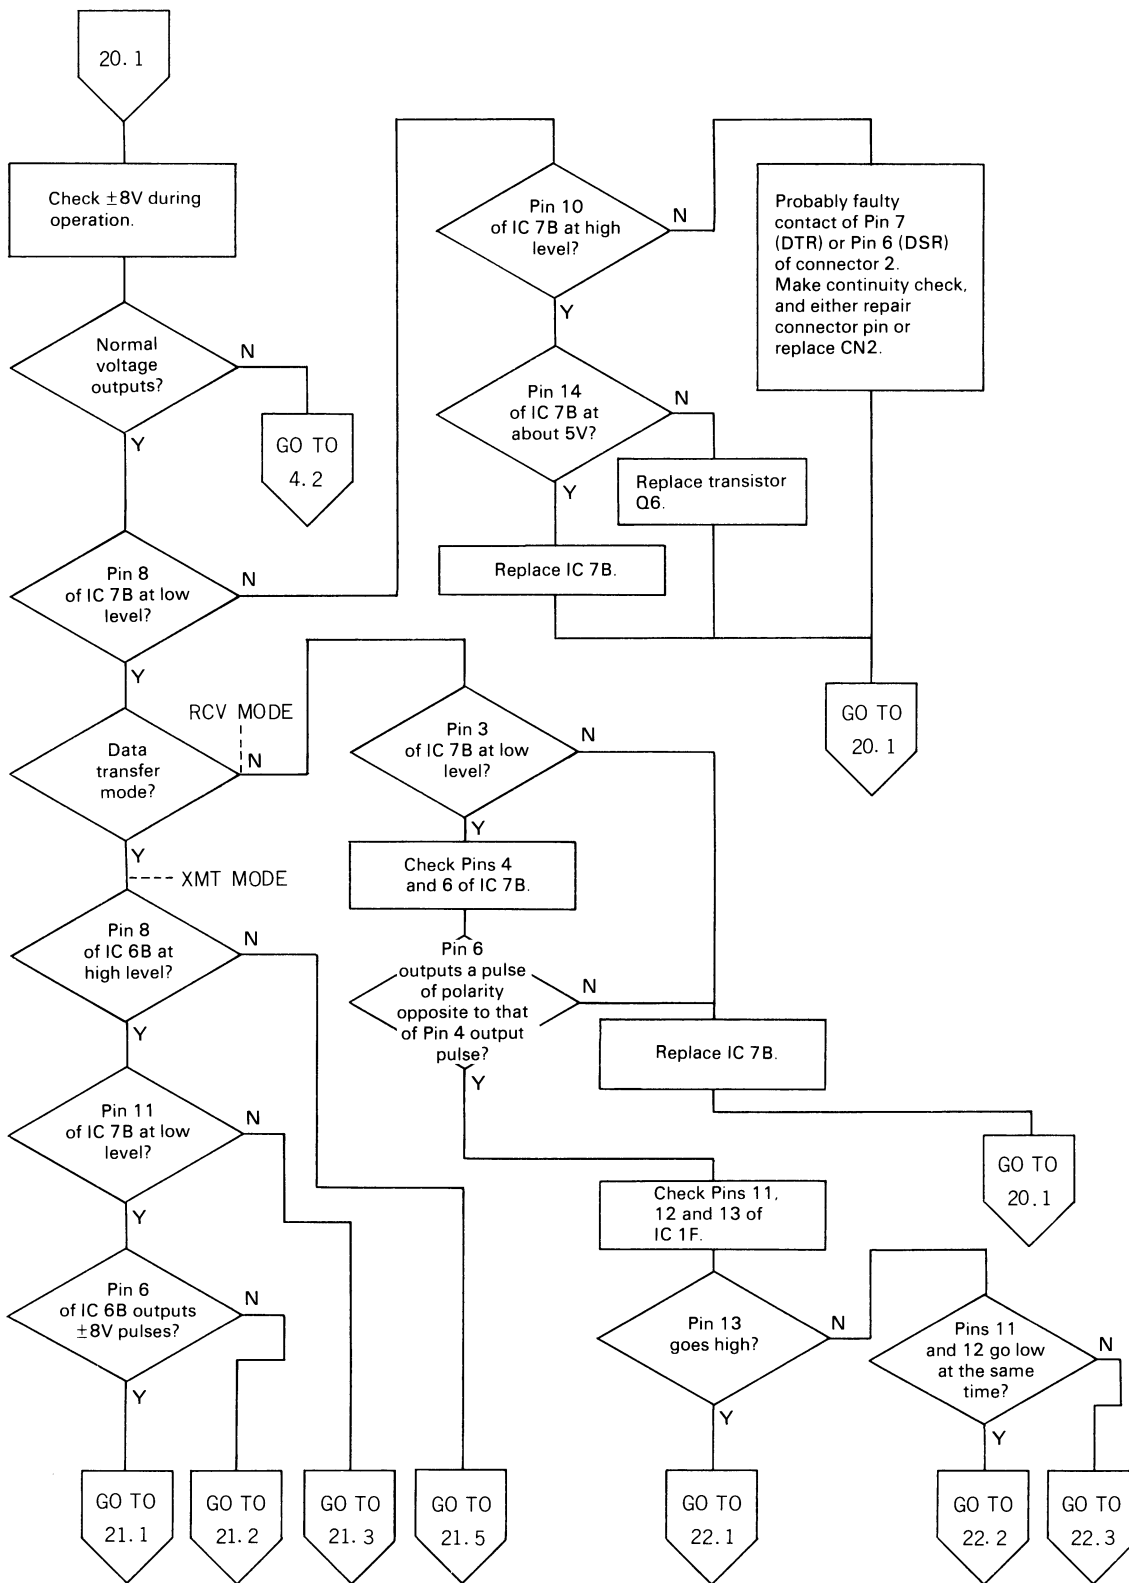 20. 1
Check ±8V during
operation.
Normal
voltage
outputs?
N
Y
GO TO
4. 2
Pin 8
of IC 7B at low
level?
N
Y
Pin 10
of IC 7B at high
level?
N
Y
Probably faulty
contact of Pin 7
(DTR) or Pin 6 (DSR)
of connector 2.
Make continuity check,
and either repair
connector pin or
replace CN2.
Pin 14
of IC 7B at
about 5V?
N
Y
Replace transistor
Q6.
Replace IC 7B.
GO TO
20. 1
RCV MODE
Data
transfer
mode?
N
Y
XMT MODE
Pin 3
of IC 7B at low
level?
N
Y
Check Pins 4
and 6 of IC 7B.
Pin 6
outputs a pulse
of polarity
opposite to that
of Pin 4 output
pulse?
N
Y
Replace IC 7B.
GO TO
20. 1
Pin 8
of IC 6B at
high level?
N
Y
Pin 11
of IC 7B at low
level?
N
Y
Pin 6
of IC 6B outputs
±8V pulses?
N
Y
Check Pins 11,
12 and 13 of
IC 1F.
Pin 13
goes high?
N
Y
Pins 11
and 12 go low
at the same
time?
N
Y
GO TO
21. 1
GO TO
21. 2
GO TO
21. 3
GO TO
21. 5
GO TO
22. 1
GO TO
22. 2
GO TO
22. 3